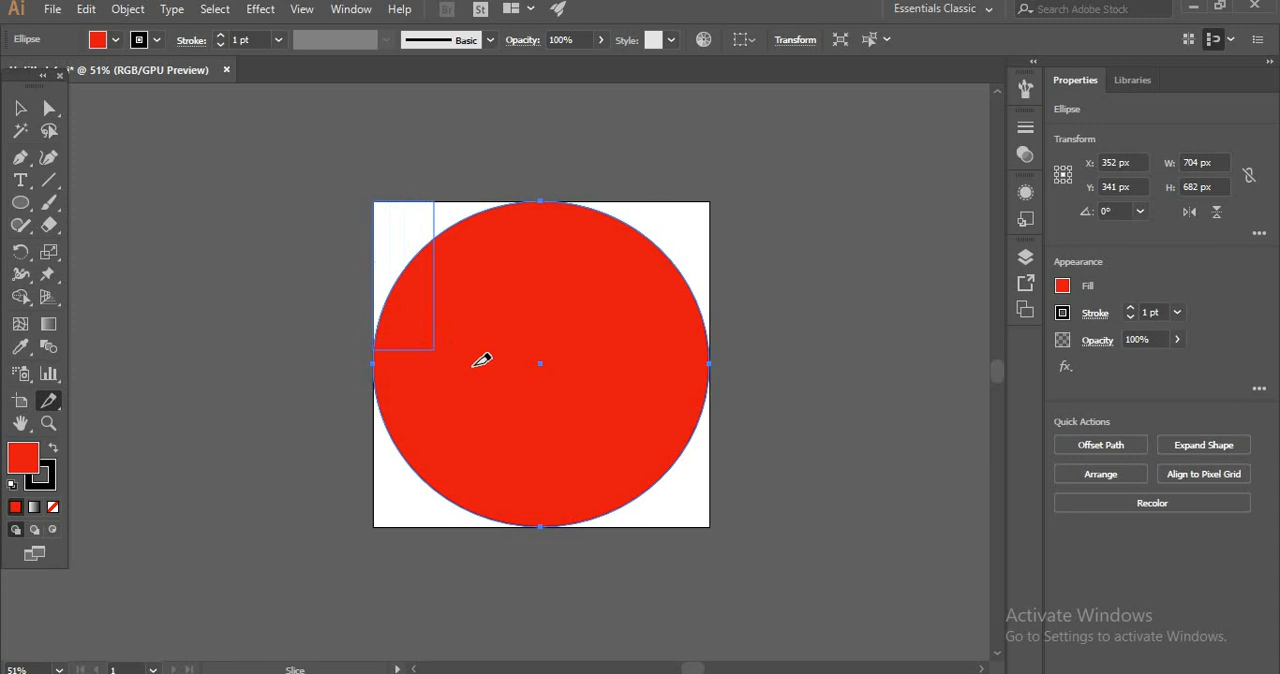 Ai File Edit Object Type Select Effect View Window Help Br St Essentials Classic Search Adobe Stock
Ellipse Stroke: 1 pt Basic Opacity: 100% Style: Transform
@ 51% (RGB/GPU Preview)
Properties Libraries
Ellipse
Transform
X: 352 px W: 704 px
Y: 341 px H: 682 px
0°
Appearance
Fill
Stroke 1 pt
Opacity 100%
fx.
Quick Actions
Offset Path Expand Shape
Arrange Align to Pixel Grid
Recolor
Activate Windows
Go to Settings to activate Windows.
51% 1 Slice